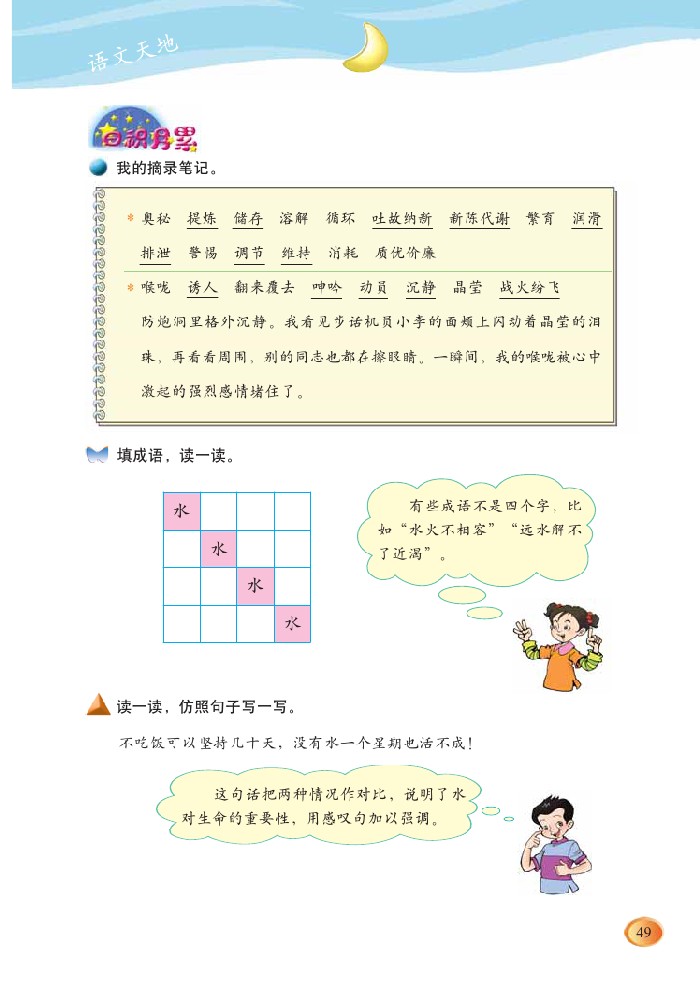 语文天地
日积月累
我的摘录笔记。
* 奥秘 提炼 储存 溶解 循环 吐故纳新 新陈代谢 繁育 润滑
排泄 警惕 调节 维持 消耗 质优价廉
* 喉咙 诱人 翻来覆去 呻吟 动员 沉静 晶莹 战火纷飞
防炮洞里格外沉静。我看见步话机员小李的面颊上闪动着晶莹的泪
珠，再看看周围，别的同志也都在擦眼睛。一瞬间，我的喉咙被心中
激起的强烈感情堵住了。
填成语，读一读。
水
水
水
水
有些成语不是四个字，比
如“水火不相容”“远水解不
了近渴”。
读一读，仿照句子写一写。
不吃饭可以坚持几十天，没有水一个星期也活不成！
这句话把两种情况作对比，说明了水
对生命的重要性，用感叹句加以强调。
49